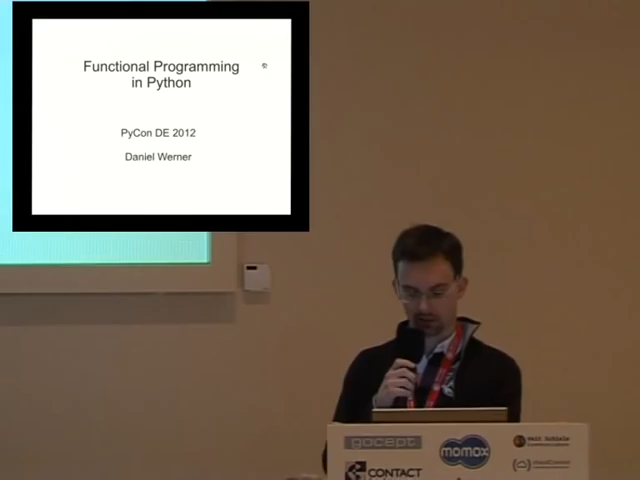 Functional Programming
in Python
PyCon DE 2012
Daniel Werner
gocept
momox
CONTACT